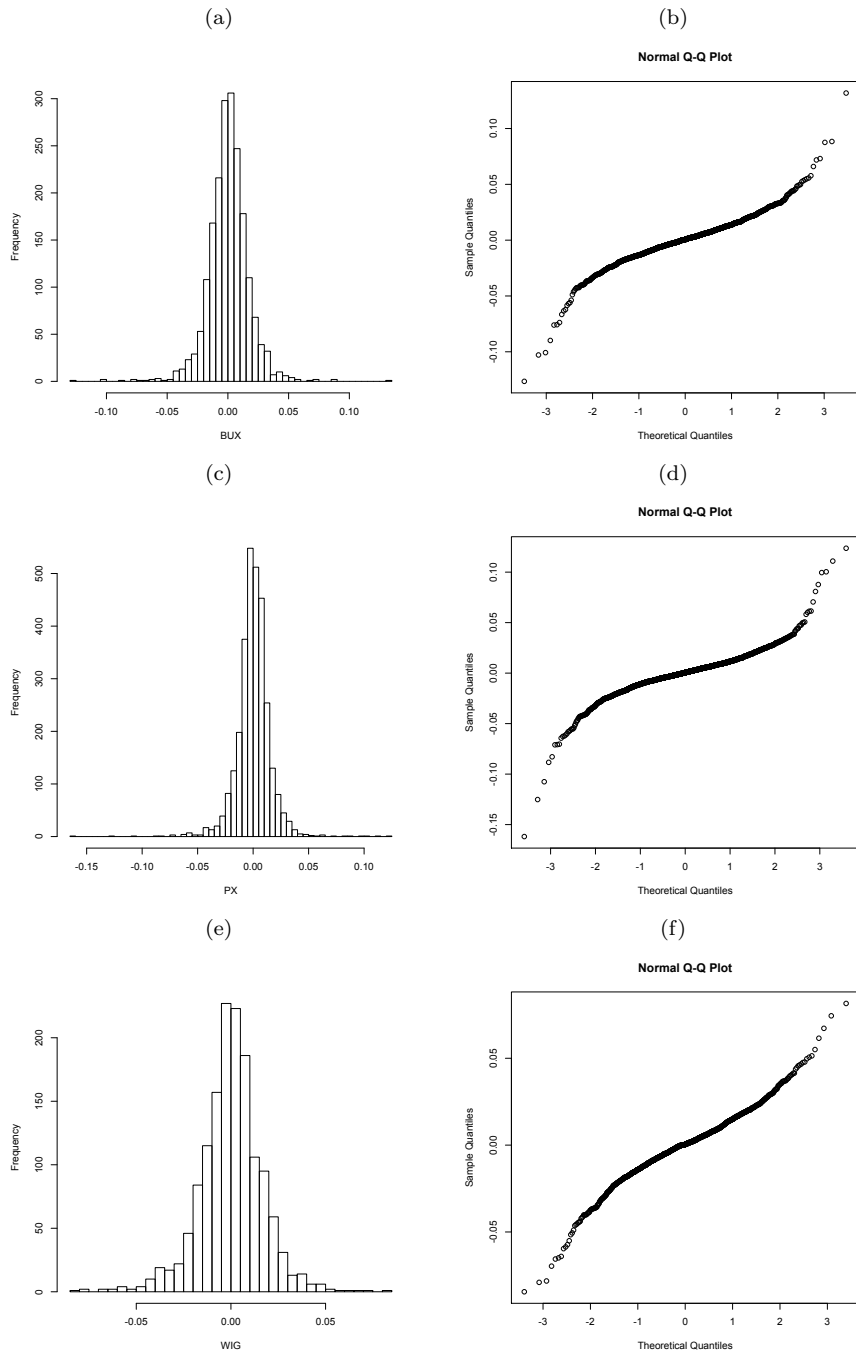 (a) (b)
Normal Q-Q Plot
Frequency
0 50 100 150 200 250 300
-0.10 -0.05 0.00 0.05 0.10
BUX
Sample Quantiles
-0.10 -0.05 0.00 0.05 0.10
-3 -2 -1 0 1 2 3
Theoretical Quantiles
(c) (d)
Normal Q-Q Plot
Frequency
0 100 200 300 400 500
-0.15 -0.10 -0.05 0.00 0.05 0.10
PX
Sample Quantiles
-0.15 -0.10 -0.05 0.00 0.05 0.10
-3 -2 -1 0 1 2 3
Theoretical Quantiles
(e) (f)
Normal Q-Q Plot
Frequency
0 50 100 150 200
-0.05 0.00 0.05
WIG
Sample Quantiles
-0.05 0.00 0.05
-3 -2 -1 0 1 2 3
Theoretical Quantiles